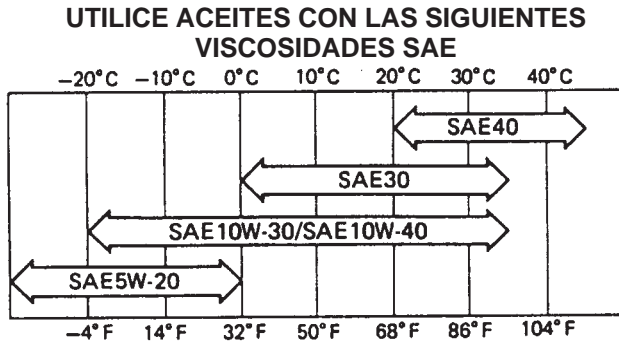 UTILICE ACEITES CON LAS SIGUIENTES
VISCOSIDADES SAE
−20°C −10°C 0°C 10°C 20°C 30°C 40°C
SAE40
SAE30
SAE10W-30/SAE10W-40
SAE5W-20
−4°F 14°F 32°F 50°F 68°F 86°F 104°F